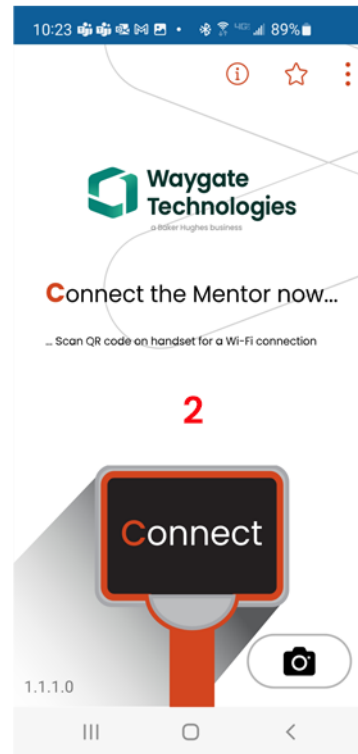 10:23 4G 89%
Waygate
Technologies
a Baker Hughes business
Connect the Mentor now...
... Scan QR code on handset for a Wi-Fi connection
2
Connect
1.1.1.0